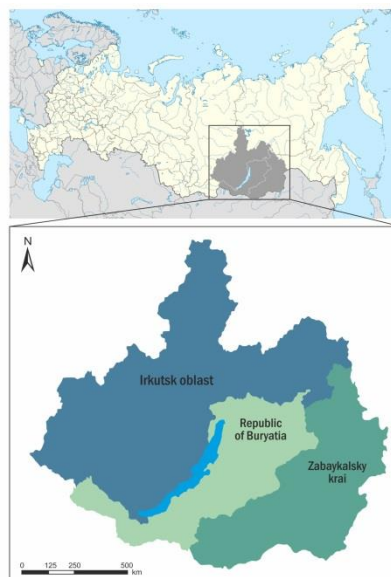 N
Irkutsk oblast
Republic
of Buryatia
Zabaykalsky
krai
0 125 250 500
km